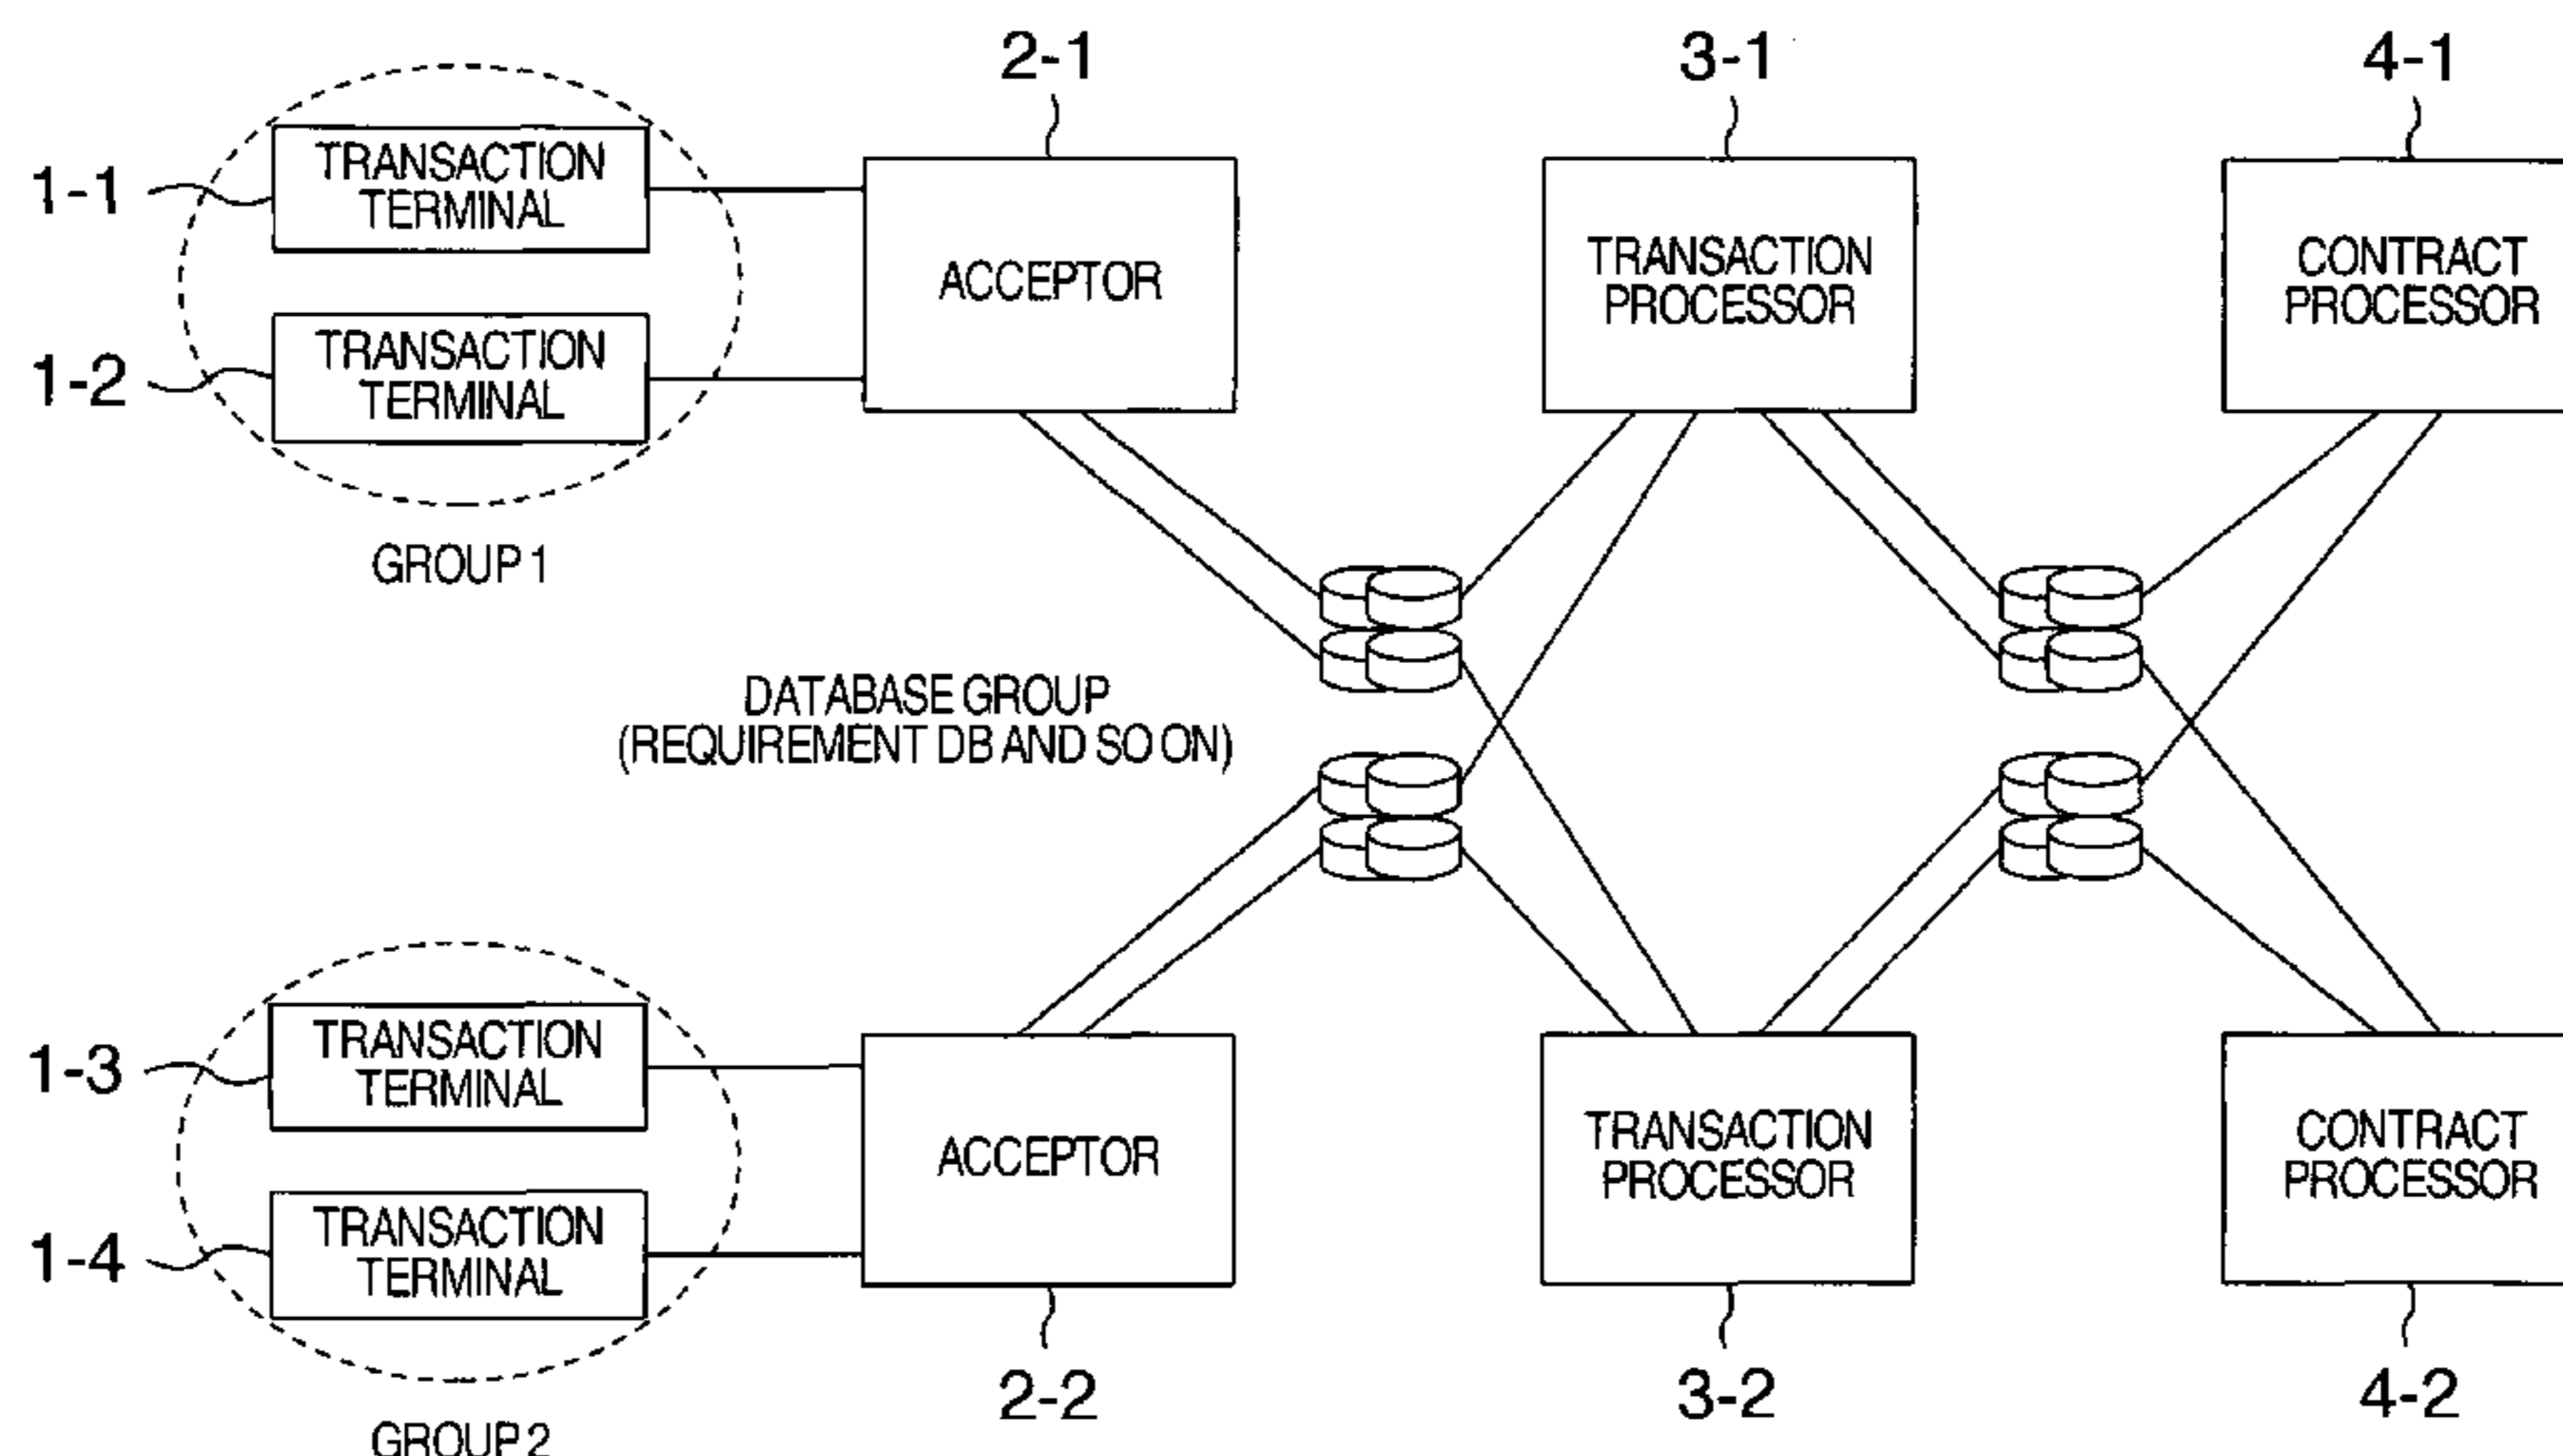 2-1
3-1
4-1
1-1
TRANSACTION
TERMINAL
1-2
TRANSACTION
TERMINAL
GROUP 1
ACCEPTOR
TRANSACTION
PROCESSOR
CONTRACT
PROCESSOR
DATABASE GROUP
(REQUIREMENT DB AND SO ON)
1-3
TRANSACTION
TERMINAL
1-4
TRANSACTION
TERMINAL
GROUP 2
ACCEPTOR
TRANSACTION
PROCESSOR
CONTRACT
PROCESSOR
2-2
3-2
4-2